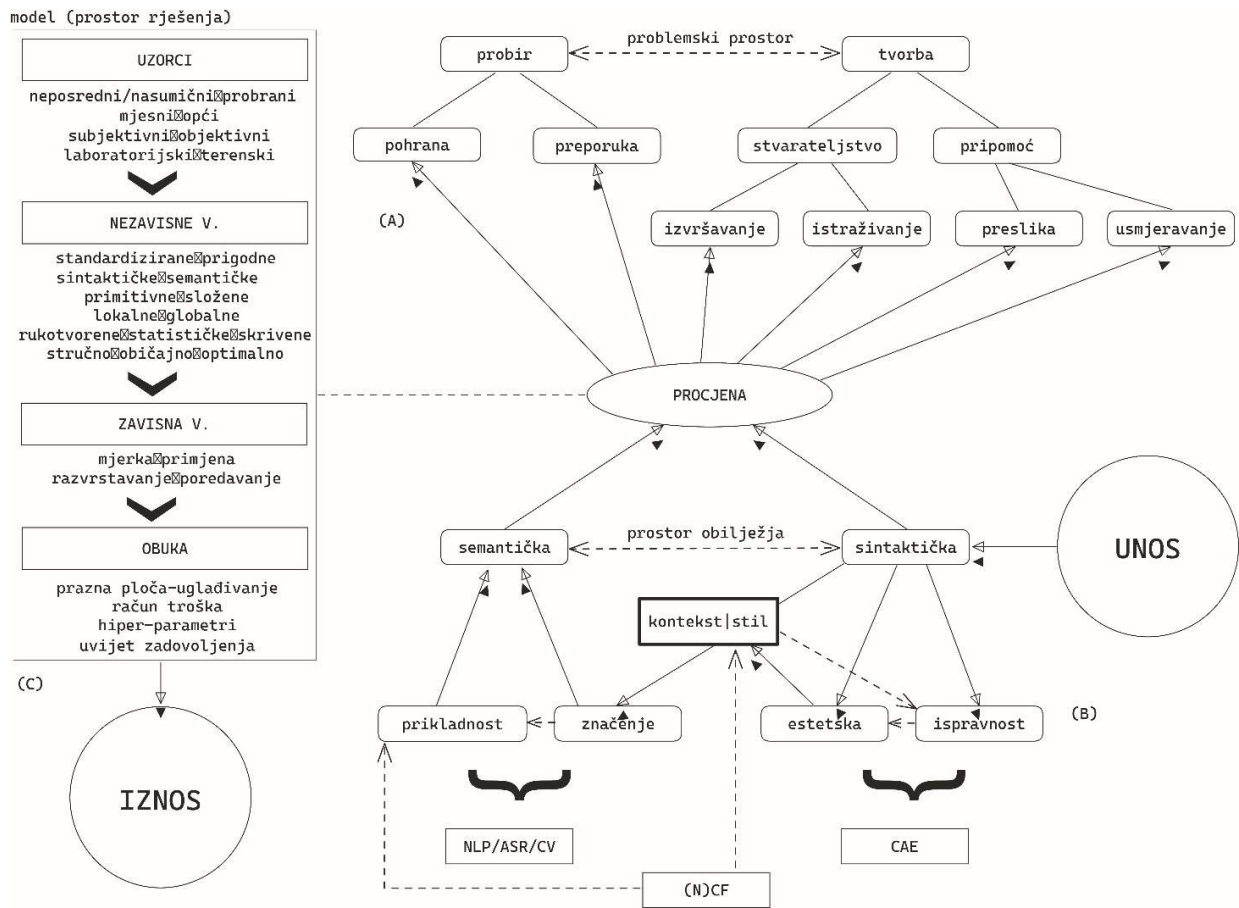 model (prostor rješenja)
UZORCI
neposredni/nasumični☒probrani
mjesni☒opći
subjektivni☒objektivni
laboratorijski☒terenski
NEZAVISNE V.
standardizirane☒prigodne
sintaktičke☒semantičke
primitivne☒složene
lokalne☒globalne
rukotvorene☒statističke☒skrivene
stručno☒običajno☒optimalno
ZAVISNA V.
mjerka☒primjena
razvrstavanje☒poredavanje
OBUKA
prazna ploča-uglađivanje
račun troška
hiper-parametri
uvijet zadovoljenja
(C)
IZNOS
probir
problemski prostor
tvorba
pohrana
preporuka
stvarateljstvo
pripomoć
(A)
izvršavanje
istraživanje
preslika
usmjeravanje
PROCJENA
semantička
prostor obilježja
sintaktička
UNOS
kontekst|stil
prikladnost
značenje
estetska
ispravnost
(B)
NLP/ASR/CV
CAE
(N)CF